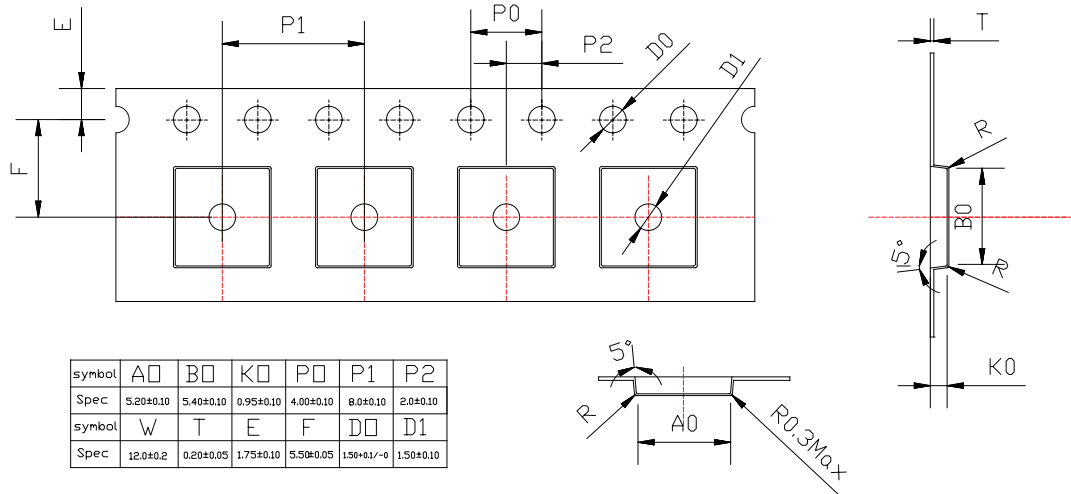 E
P1
P0
P2
D0
D1
T
F
R
B0
5°
R
K0
5°
R
A0
R0.3Max
symbol A0 B0 K0 P0 P1 P2
Spec 5.20±0.10 5.40±0.10 0.95±0.10 4.00±0.10 8.0±0.10 2.0±0.10
symbol W T E F D0 D1
Spec 12.0±0.2 0.20±0.05 1.75±0.10 5.50±0.05 1.50+0.1/-0 1.50±0.10